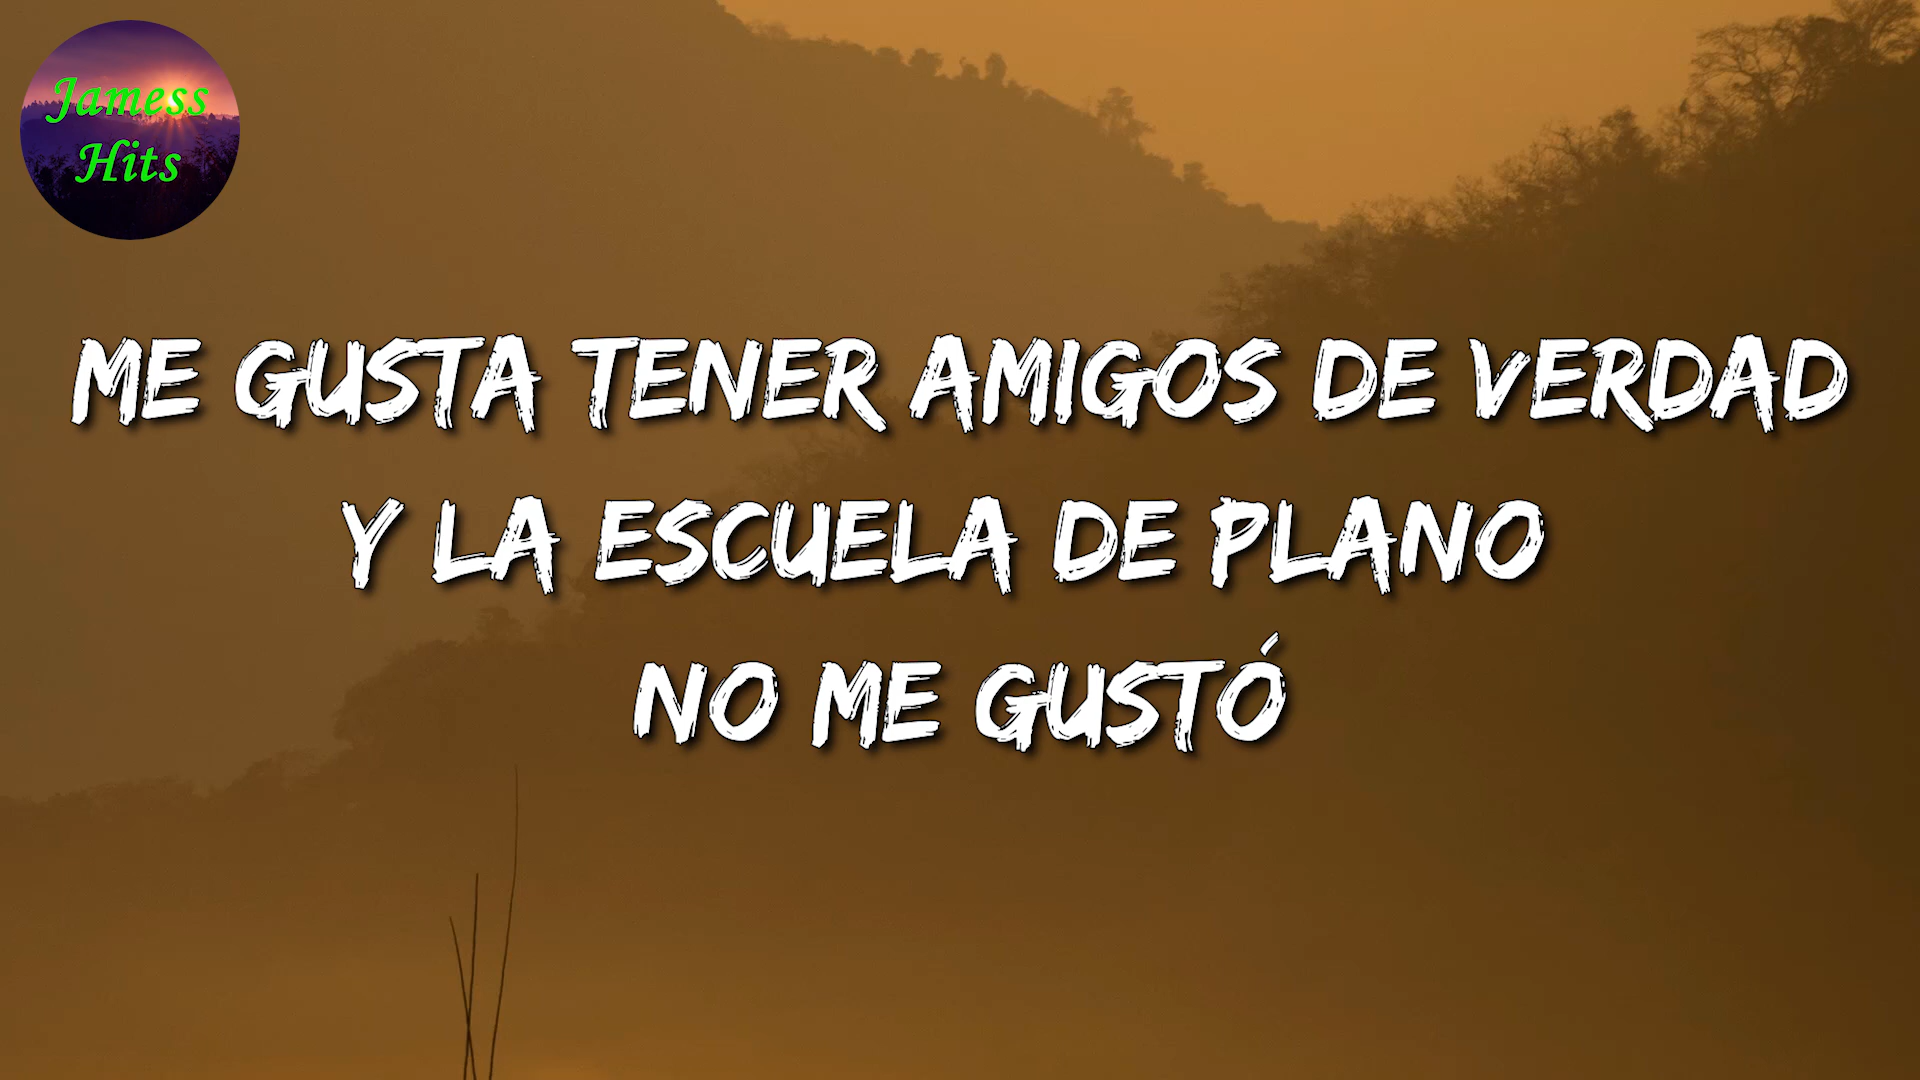 Jamess
Hits
ME GUSTA TENER AMIGOS DE VERDAD
Y LA ESCUELA DE PLANO
NO ME GUSTÓ